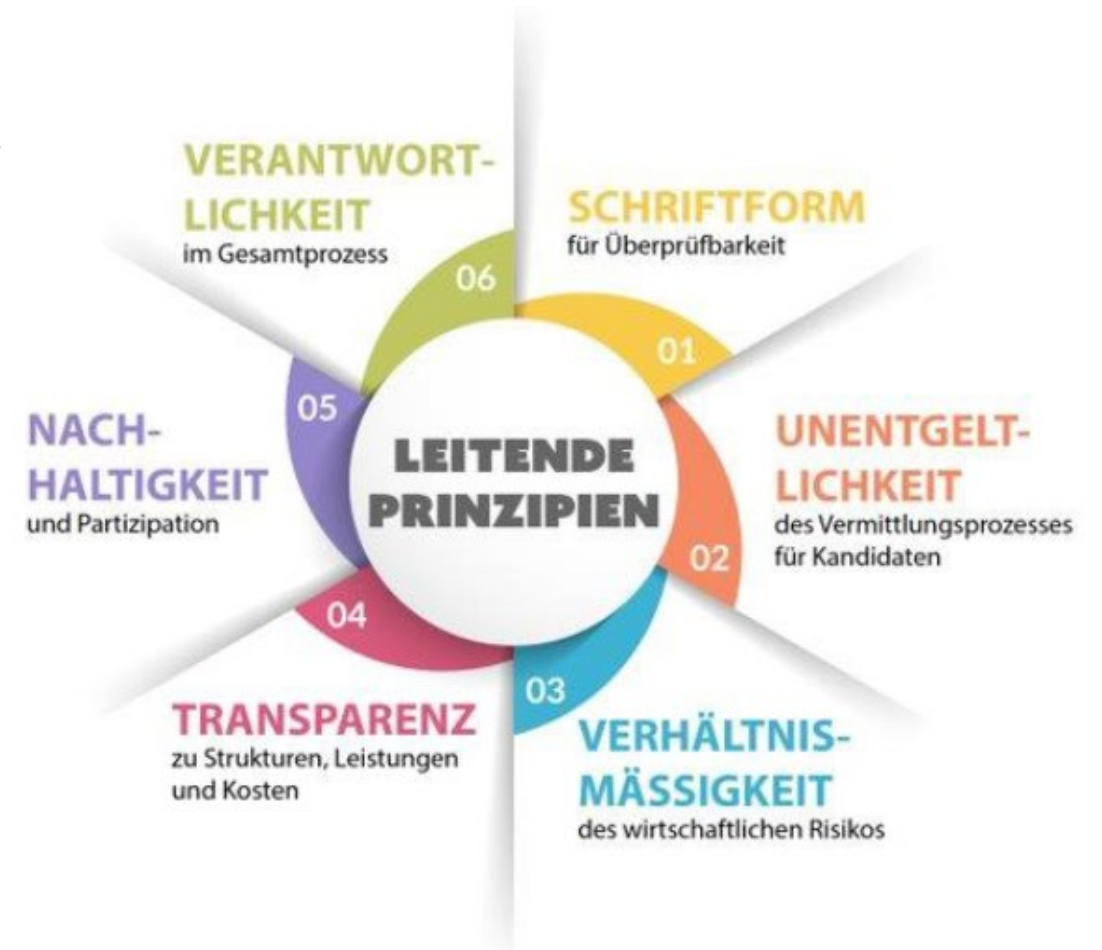 LEITENDE
PRINZIPIEN
01
SCHRIFTFORM
für Überprüfbarkeit
02
UNENTGELT-
LICHKEIT
des Vermittlungsprozesses
für Kandidaten
03
VERHÄLTNIS-
MÄSSIGKEIT
des wirtschaftlichen Risikos
04
TRANSPARENZ
zu Strukturen, Leistungen
und Kosten
05
NACH-
HALTIGKEIT
und Partizipation
06
VERANTWORT-
LICHKEIT
im Gesamtprozess